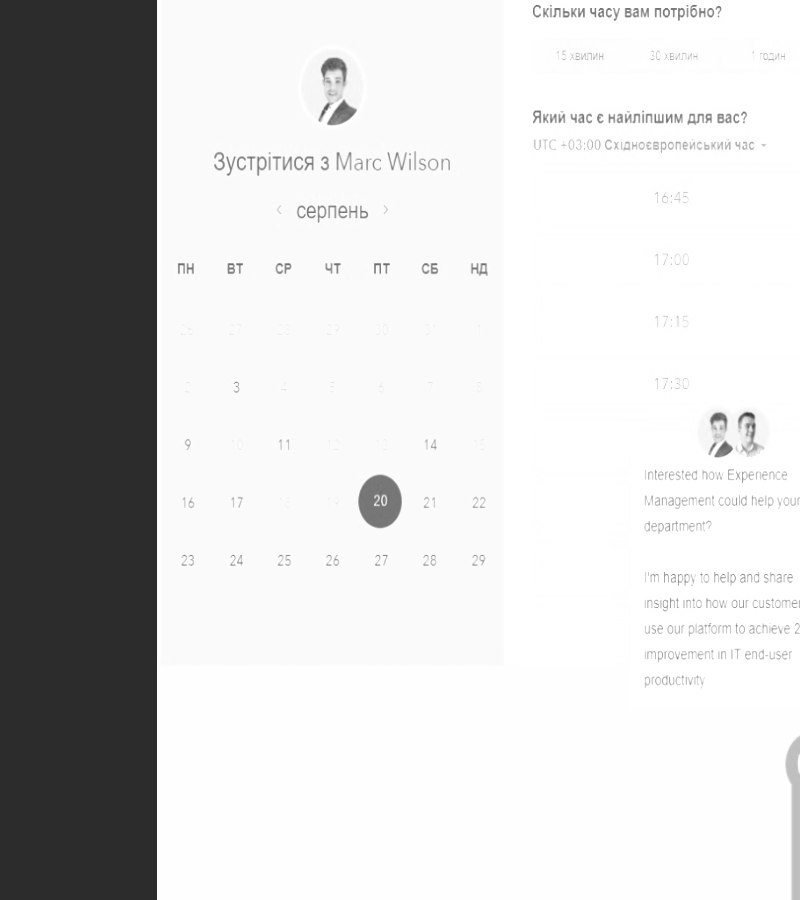 Зустрітися з Marc Wilson
‹ серпень ›
ПН ВТ СР ЧТ ПТ СБ НД
26 27 28 29 30 1
2 3 4 5 6 7 8
9 10 11 12 13 14 15
16 17 20 21 22
23 24 25 26 27 28 29
Скільки часу вам потрібно?
15 хвилин 30 хвилин 1 годин
Який час є найліпшим для вас?
UTC +03:00 Східноєвропейський час
16:45
17:00
17:15
17:30
Interested how Experience
Management could help your
department?
I'm happy to help and share
insight into how our customer
use our platform to achieve 2
improvement in IT end-user
productivity